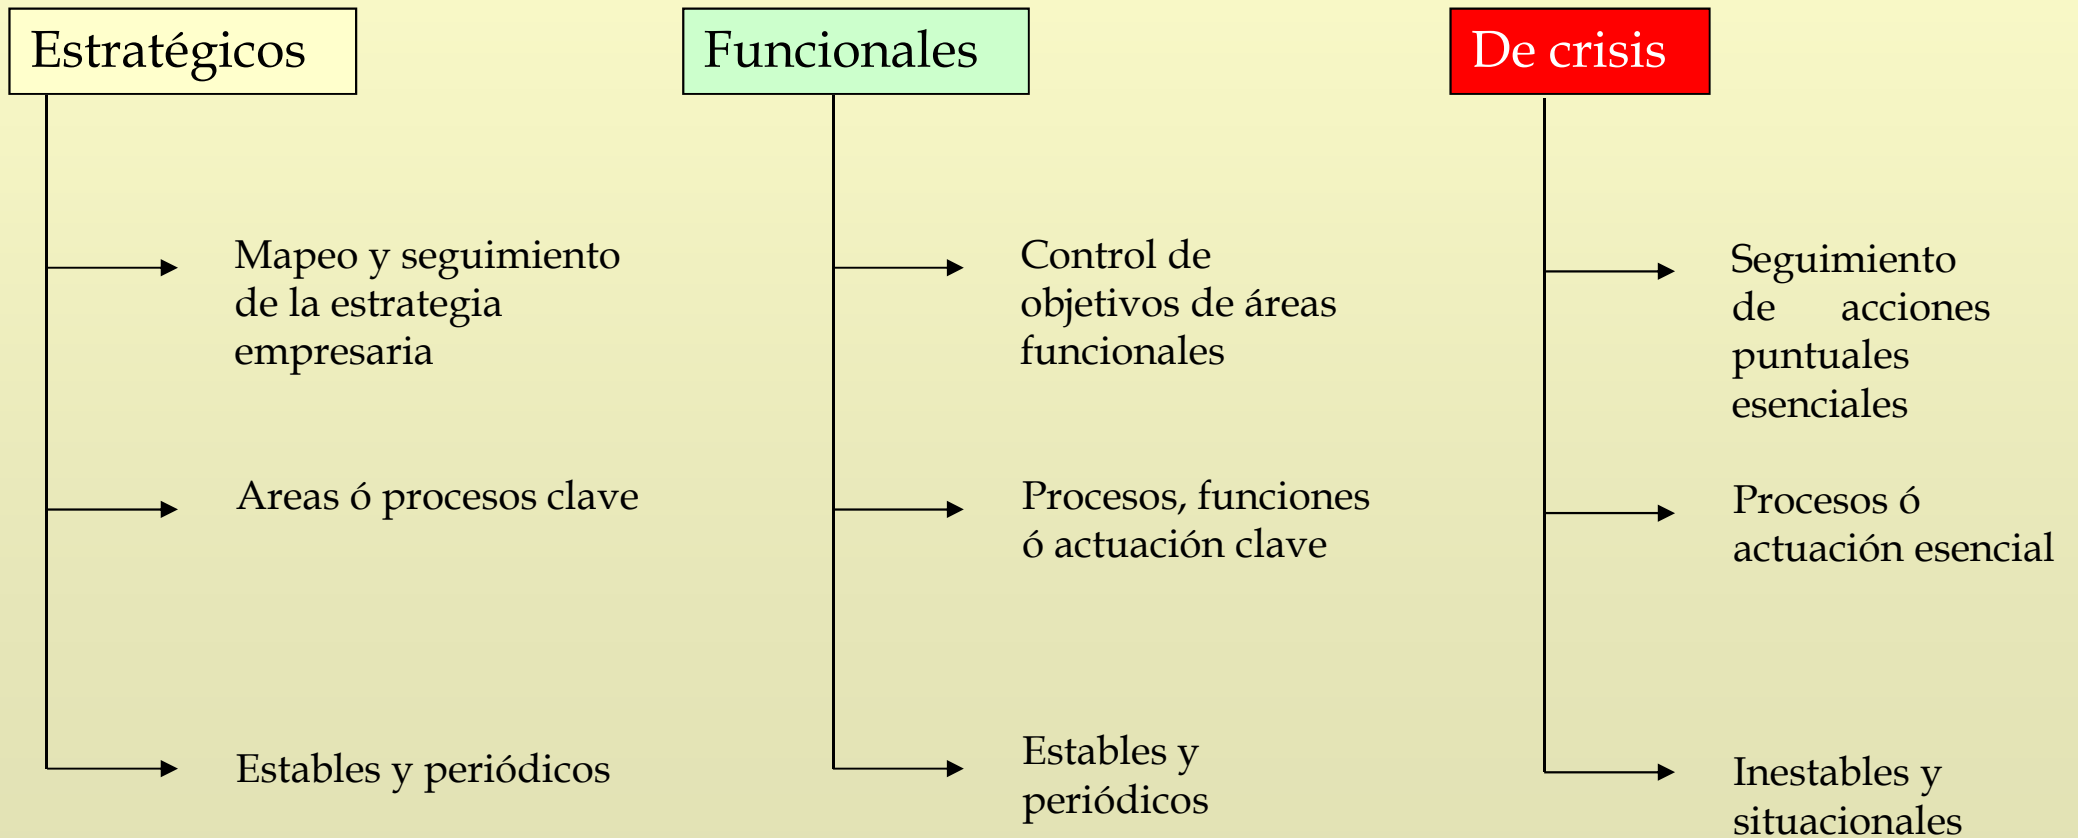 Estratégicos
Mapeo y seguimiento
de la estrategia
empresaria
Areas ó procesos clave
Estables y periódicos
Funcionales
Control de
objetivos de áreas
funcionales
Procesos, funciones
ó actuación clave
Estables y
periódicos
De crisis
Seguimiento
de acciones
puntuales
esenciales
Procesos ó
actuación esencial
Inestables y
situacionales